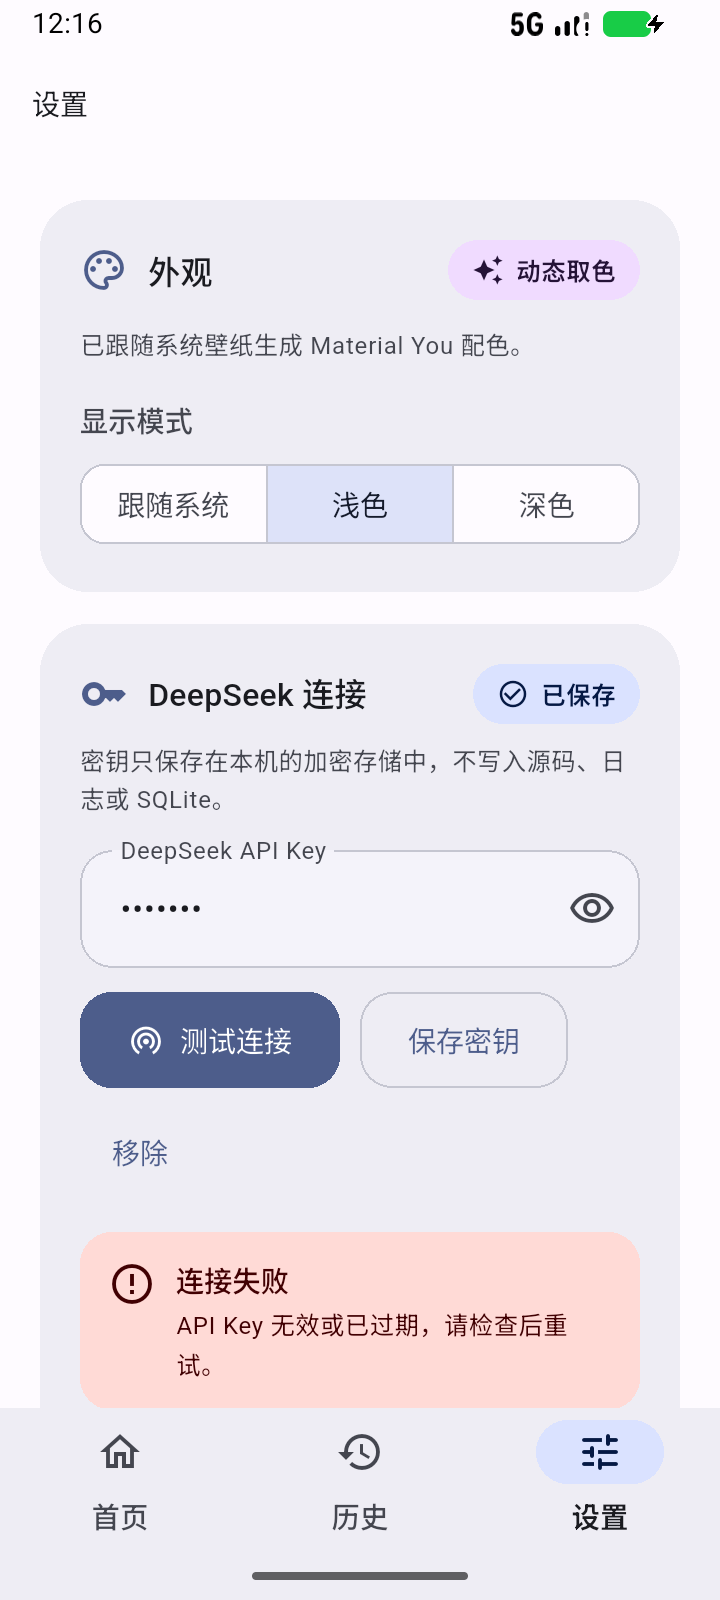 12:16
5G
设置
外观
动态取色
已跟随系统壁纸生成 Material You 配色。
显示模式
跟随系统
浅色
深色
DeepSeek 连接
已保存
密钥只保存在本机的加密存储中，不写入源码、日
志或 SQLite。
DeepSeek API Key
•••••••
测试连接
保存密钥
移除
连接失败
API Key 无效或已过期，请检查后重
试。
首页
历史
设置